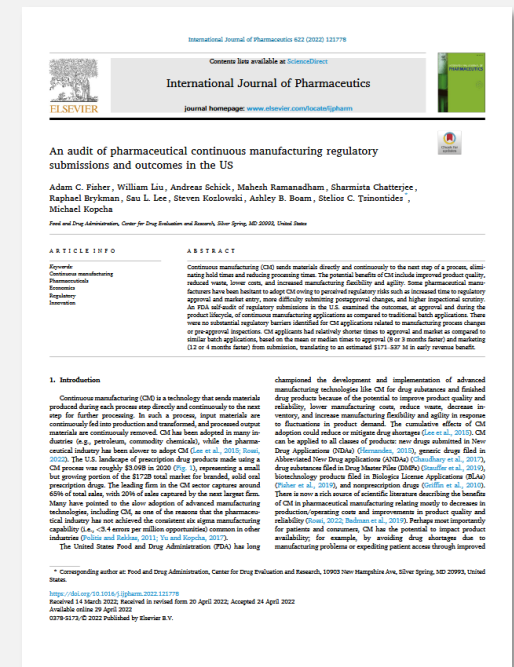 International Journal of Pharmaceutics 622 (2022) 121778
Contents lists available at ScienceDirect
International Journal of Pharmaceutics
journal homepage: www.elsevier.com/locate/ijpharm
ELSEVIER
PHARMACEUTICS
An audit of pharmaceutical continuous manufacturing regulatory
submissions and outcomes in the US
Adam C. Fisher, William Liu, Andreas Schick, Mahesh Ramanadham, Sharmista Chatterjee,
Raphael Brykman, Sau L. Lee, Steven Kozlowski, Ashley B. Boam, Stelios C. Tsinontides *,
Michael Kopcha
Food and Drug Administration, Center for Drug Evaluation and Research, Silver Spring, MD 20993, United States
ARTICLE INFO
Keywords:
Continuous manufacturing
Pharmaceuticals
Economics
Regulatory
Innovation
ABSTRACT
Continuous manufacturing (CM) sends materials directly and continuously to the next step of a process, elimi-
nating hold times and reducing processing times. The potential benefits of CM include improved product quality,
reduced waste, lower costs, and increased manufacturing flexibility and agility. Some pharmaceutical manu-
facturers have been hesitant to adopt CM owing to perceived regulatory risks such as increased time to regulatory
approval and market entry, more difficulty submitting postapproval changes, and higher inspectional scrutiny.
An FDA self-audit of regulatory submissions in the U.S. examined the outcomes, at approval and during the
product lifecycle, of continuous manufacturing applications as compared to traditional batch applications. There
were no substantial regulatory barriers identified for CM applications related to manufacturing process changes
or pre-approval inspections. CM applicants had relatively shorter times to approval and market as compared to
similar batch applications, based on the mean or median times to approval (8 or 3 months faster) and marketing
(12 or 4 months faster) from submission, translating to an estimated $171–537 M in early revenue benefit.
1. Introduction
Continuous manufacturing (CM) is a technology that sends materials
produced during each process step directly and continuously to the next
step for further processing. In such a process, input materials are
continuously fed into production and transformed, and processed output
materials are continuously removed. CM has been adopted in many in-
dustries (e.g., petroleum, commodity chemicals), while the pharma-
ceutical industry has been slower to adopt CM (Lee et al., 2015; Rossi,
2022). The U.S. landscape of prescription drug products made using a
CM process was roughly $3.09B in 2020 (Fig. 1), representing a small
but growing portion of the $172B total market for branded, solid oral
prescription drugs. The leading firm in the CM sector captures around
65% of total sales, with 20% of sales captured by the next largest firm.
Many have pointed to the slow adoption of advanced manufacturing
technologies, including CM, as one of the reasons that the pharmaceu-
tical industry has not achieved the consistent six sigma manufacturing
capability (i.e., <3.4 errors per million opportunities) common in other
industries (Politis and Rekkas, 2011; Yu and Kopcha, 2017).
The United States Food and Drug Administration (FDA) has long
championed the development and implementation of advanced
manufacturing technologies like CM for drug substances and finished
drug products because of the potential to improve product quality and
reliability, lower manufacturing costs, reduce waste, decrease in-
ventory, and increase manufacturing flexibility and agility in response
to fluctuations in product demand. The cumulative effects of CM
adoption could reduce or mitigate drug shortages (Lee et al., 2015). CM
can be applied to all classes of products: new drugs submitted in New
Drug Applications (NDAs) (Hernandez, 2015), generic drugs filed in
Abbreviated New Drug applications (ANDAs) (Chaudhary et al., 2017),
drug substances filed in Drug Master Files (DMFs) (Stauffer et al., 2019),
biotechnology products filed in Biologic License Applications (BLAs)
(Fisher et al., 2019), and nonprescription drugs (Griffin et al., 2010).
There is now a rich source of scientific literature describing the benefits
of CM in pharmaceutical manufacturing relating mostly to decreases in
production/operating costs and improvements in product quality and
reliability (Rossi, 2022; Badman et al., 2019). Perhaps most importantly
for patients and consumers, CM has the potential to impact product
availability; for example, by avoiding drug shortages due to
manufacturing problems or expediting patient access through improved
* Corresponding author at: Food and Drug Administration, Center for Drug Evaluation and Research, 10903 New Hampshire Ave, Silver Spring, MD 20993, United
States.
https://doi.org/10.1016/j.ijpharm.2022.121778
Received 14 March 2022; Received in revised form 20 April 2022; Accepted 24 April 2022
Available online 29 April 2022
0378-5173/© 2022 Published by Elsevier B.V.